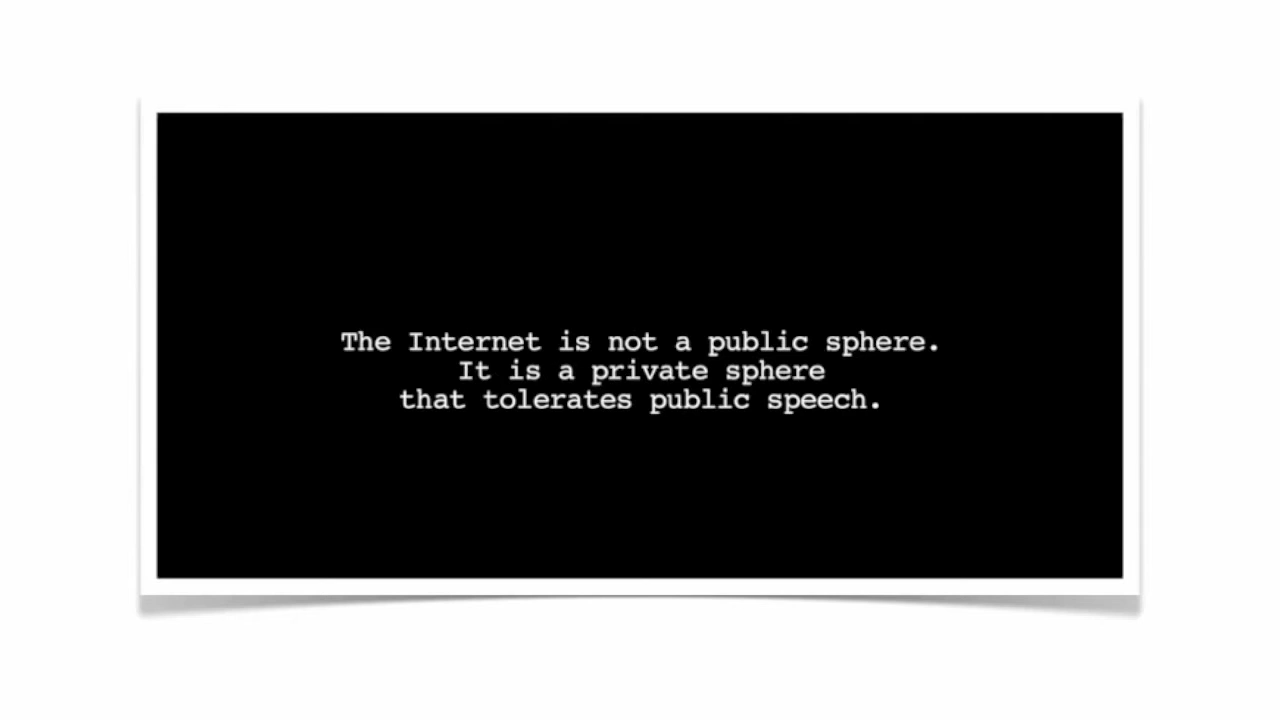 The Internet is not a public sphere.
It is a private sphere
that tolerates public speech.